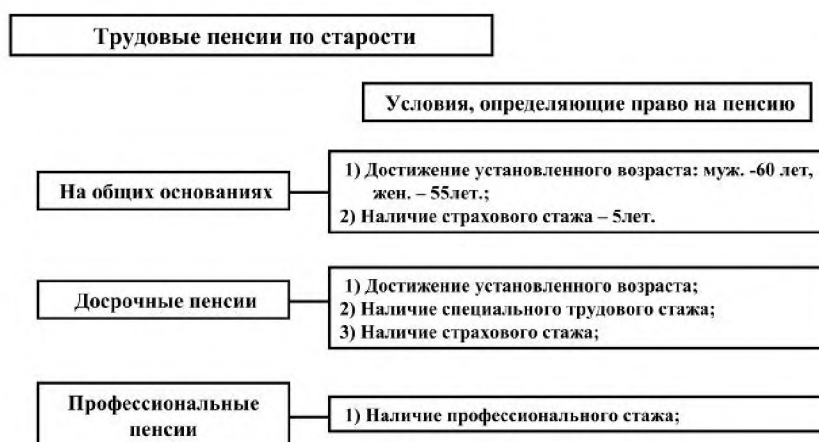 Трудовые пенсии по старости
Условия, определяющие право на пенсию
На общих основаниях
1) Достижение установленного возраста: муж. -60 лет,
жен. – 55лет.;
2) Наличие страхового стажа – 5лет.
Досрочные пенсии
1) Достижение установленного возраста;
2) Наличие специального трудового стажа;
3) Наличие страхового стажа;
Профессиональные
пенсии
1) Наличие профессионального стажа;